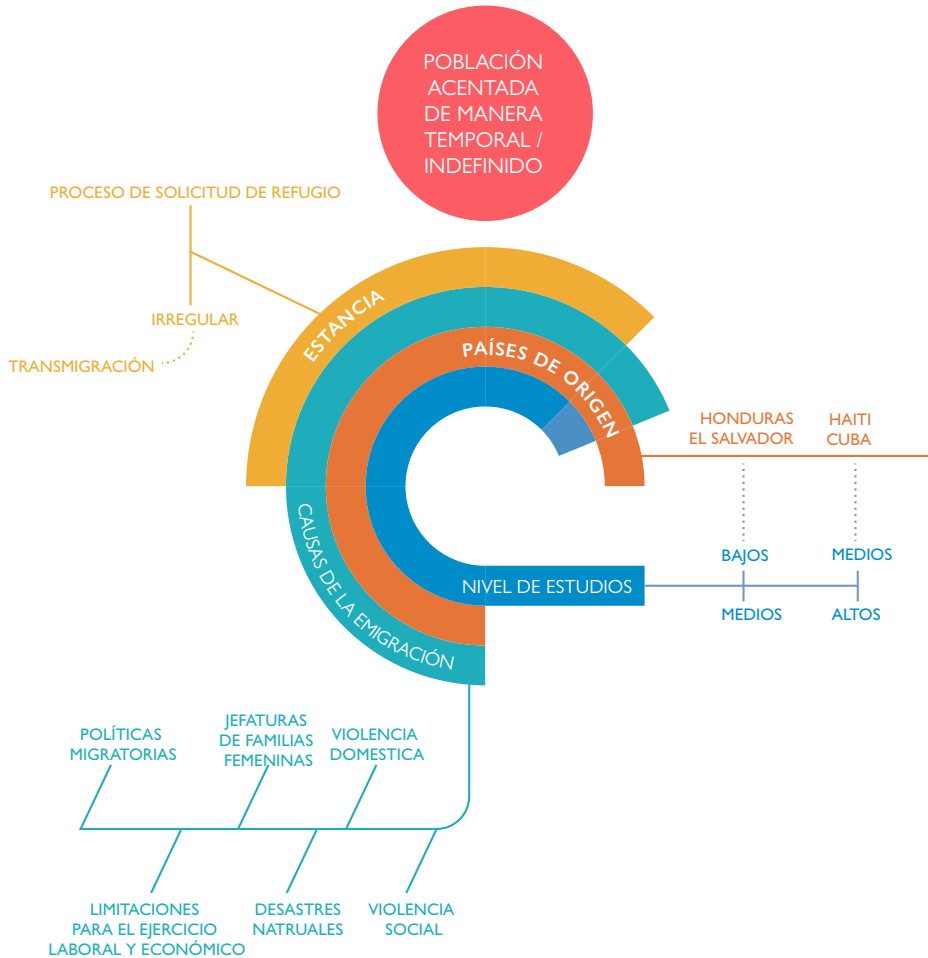 POBLACIÓN
ACENTADA
DE MANERA
TEMPORAL /
INDEFINIDO
PROCESO DE SOLICITUD DE REFUGIO
IRREGULAR
TRANSMIGRACIÓN
ESTANCIA
PAÍSES DE ORIGEN
HONDURAS
EL SALVADOR
HAITI
CUBA
BAJOS
MEDIOS
NIVEL DE ESTUDIOS
MEDIOS
ALTOS
CAUSAS DE LA EMIGRACIÓN
POLÍTICAS
MIGRATORIAS
JEFATURAS
DE FAMILIAS
FEMENINAS
VIOLENCIA
DOMESTICA
LIMITACIONES
PARA EL EJERCICIO
LABORAL Y ECONÓMICO
DESASTRES
NATRUALES
VIOLENCIA
SOCIAL